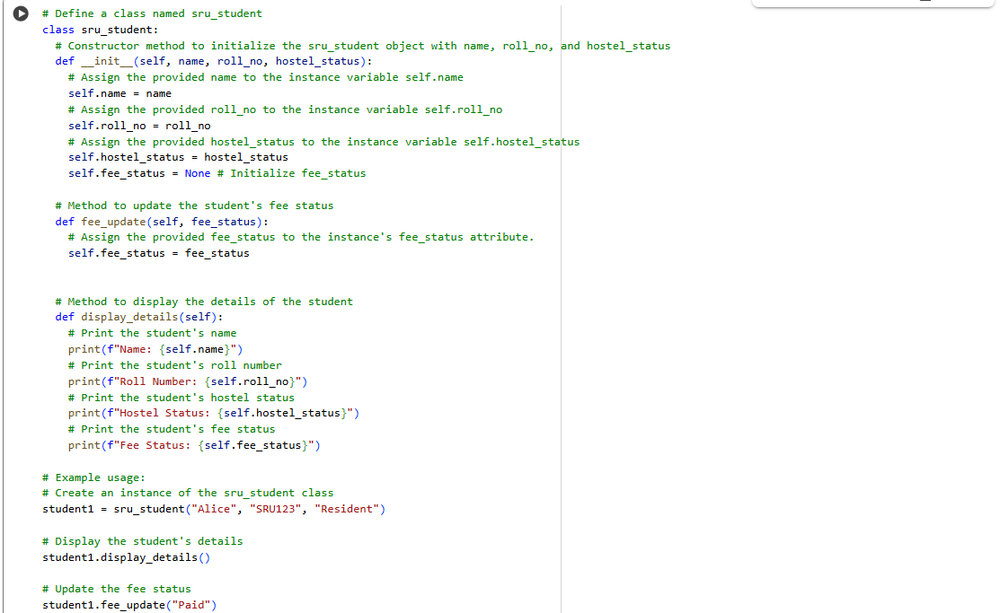 # Define a class named sru_student
class sru_student:
  # Constructor method to initialize the sru_student object with name, roll_no, and hostel_status
  def __init__(self, name, roll_no, hostel_status):
    # Assign the provided name to the instance variable self.name
    self.name = name
    # Assign the provided roll_no to the instance variable self.roll_no
    self.roll_no = roll_no
    # Assign the provided hostel_status to the instance variable self.hostel_status
    self.hostel_status = hostel_status
    self.fee_status = None # Initialize fee_status

  # Method to update the student's fee status
  def fee_update(self, fee_status):
    # Assign the provided fee_status to the instance's fee_status attribute.
    self.fee_status = fee_status


  # Method to display the details of the student
  def display_details(self):
    # Print the student's name
    print(f"Name: {self.name}")
    # Print the student's roll number
    print(f"Roll Number: {self.roll_no}")
    # Print the student's hostel status
    print(f"Hostel Status: {self.hostel_status}")
    # Print the student's fee status
    print(f"Fee Status: {self.fee_status}")

# Example usage:
# Create an instance of the sru_student class
student1 = sru_student("Alice", "SRU123", "Resident")

# Display the student's details
student1.display_details()

# Update the fee status
student1.fee_update("Paid")